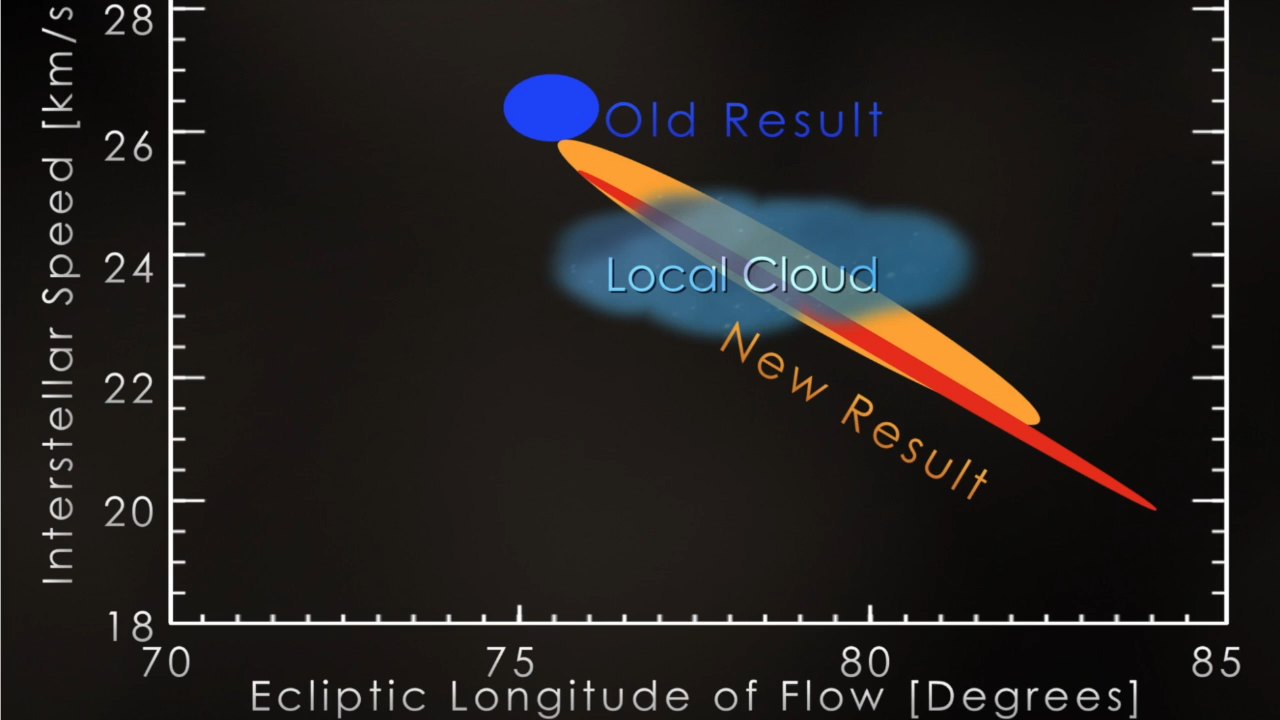 Interstellar Speed [km/s
28
26
24
22
20
18
70
75
80
85
Ecliptic Longitude of Flow [Degrees]
Old Result
Local Cloud
New Result